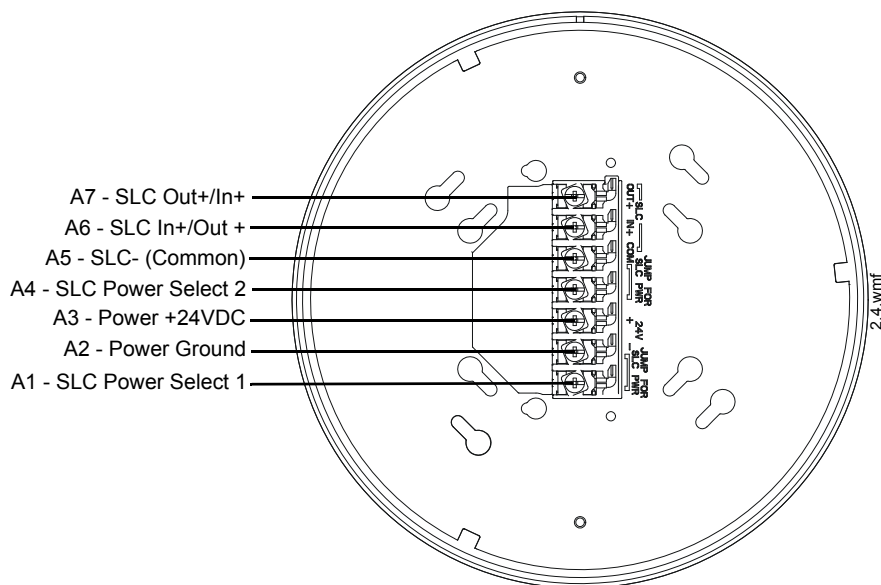 A7 - SLC Out+/In+
A6 - SLC In+/Out +
A5 - SLC- (Common)
A4 - SLC Power Select 2
A3 - Power +24VDC
A2 - Power Ground
A1 - SLC Power Select 1
SLC
OUT+ IN+ COM
JUMP FOR
SLC PWR
+ 24V -
JUMP FOR
SLC PWR
2.4.wmf